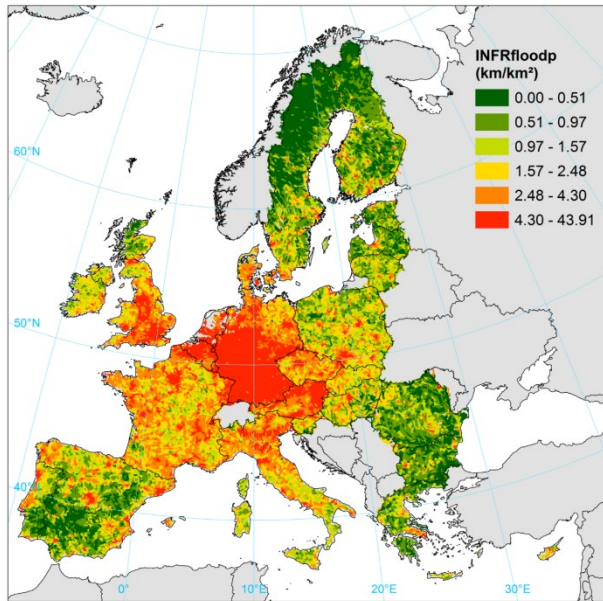 INFRfloodp
(km/km²)
0.00 - 0.51
0.51 - 0.97
0.97 - 1.57
1.57 - 2.48
2.48 - 4.30
4.30 - 43.91
60°N
50°N
40°N
0°
10°E
20°E
30°E